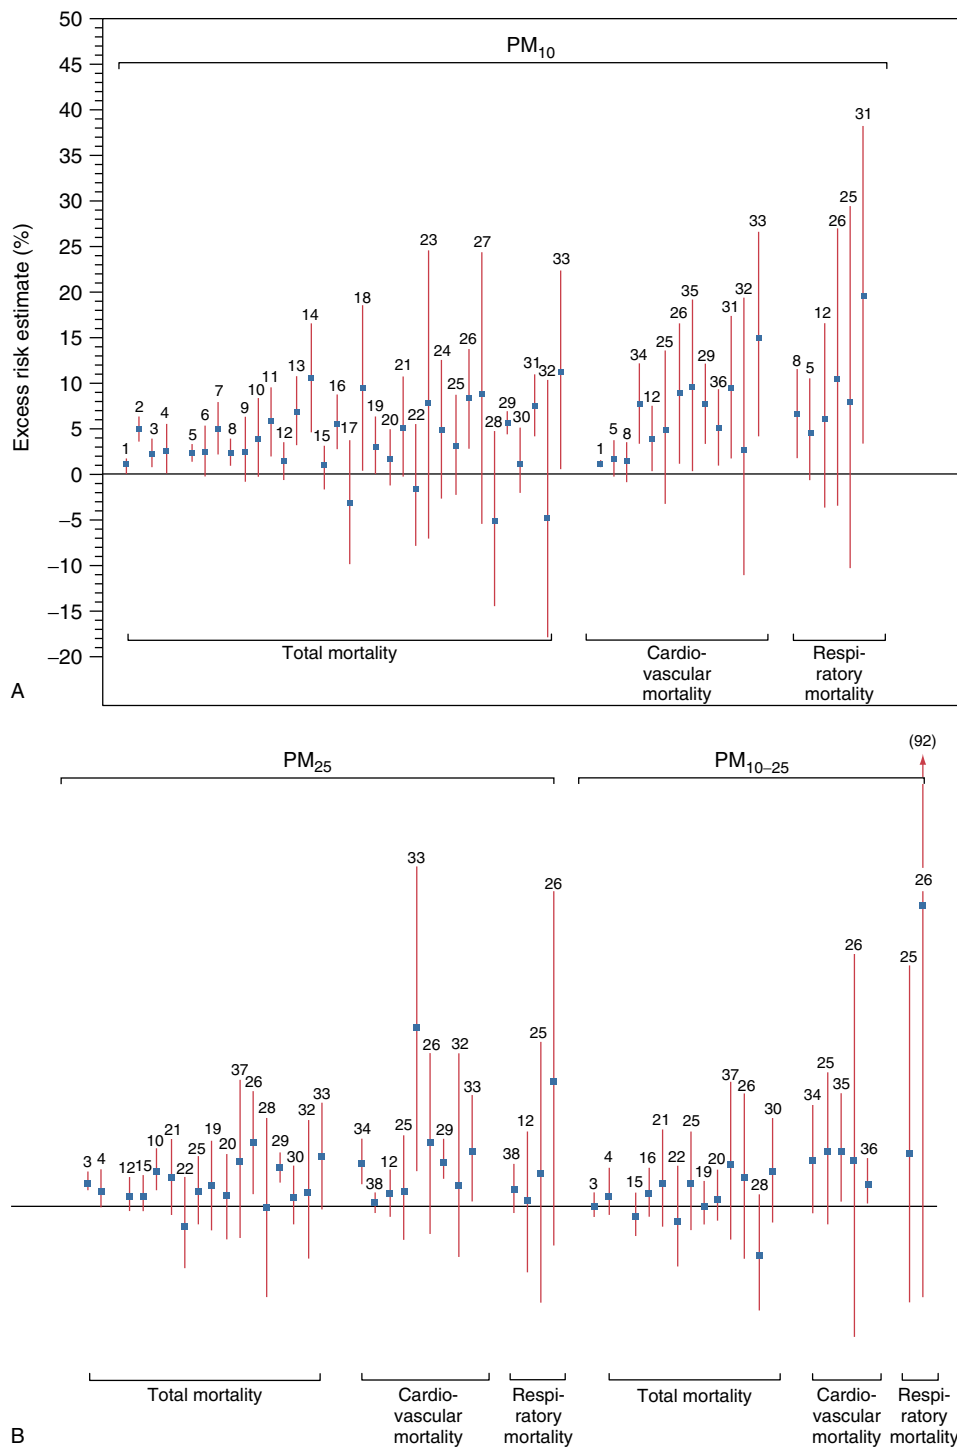 50
45
40
35
30
25
20
15
10
5
0
−5
−10
−15
−20
Excess risk estimate (%)
PM10
1 2 3 4 5 6 7 8 9 10 11 12 13 14 15 16 17 18 19 20 21 22 23 24 25 26 27 28 29 30 31 32 33
1 5 8 34 12 25 26 35 29 36 31 32 33
8 5 12 26 25 31
Total mortality
Cardio-
vascular
mortality
Respi-
ratory
mortality
A
PM25
PM10–25
(92)
3 4 12 15 10 21 22 25 19 20 37 26 28 29 30 32 33
34 38 12 25 33 26 29 32 33
38 12 25 26
3 4 15 16 21 22 25 19 20 37 26 28 30
34 25 35 26 36
25 26
Total mortality
Cardio-
vascular
mortality
Respi-
ratory
mortality
Total mortality
Cardio-
vascular
mortality
Respi-
ratory
mortality
B